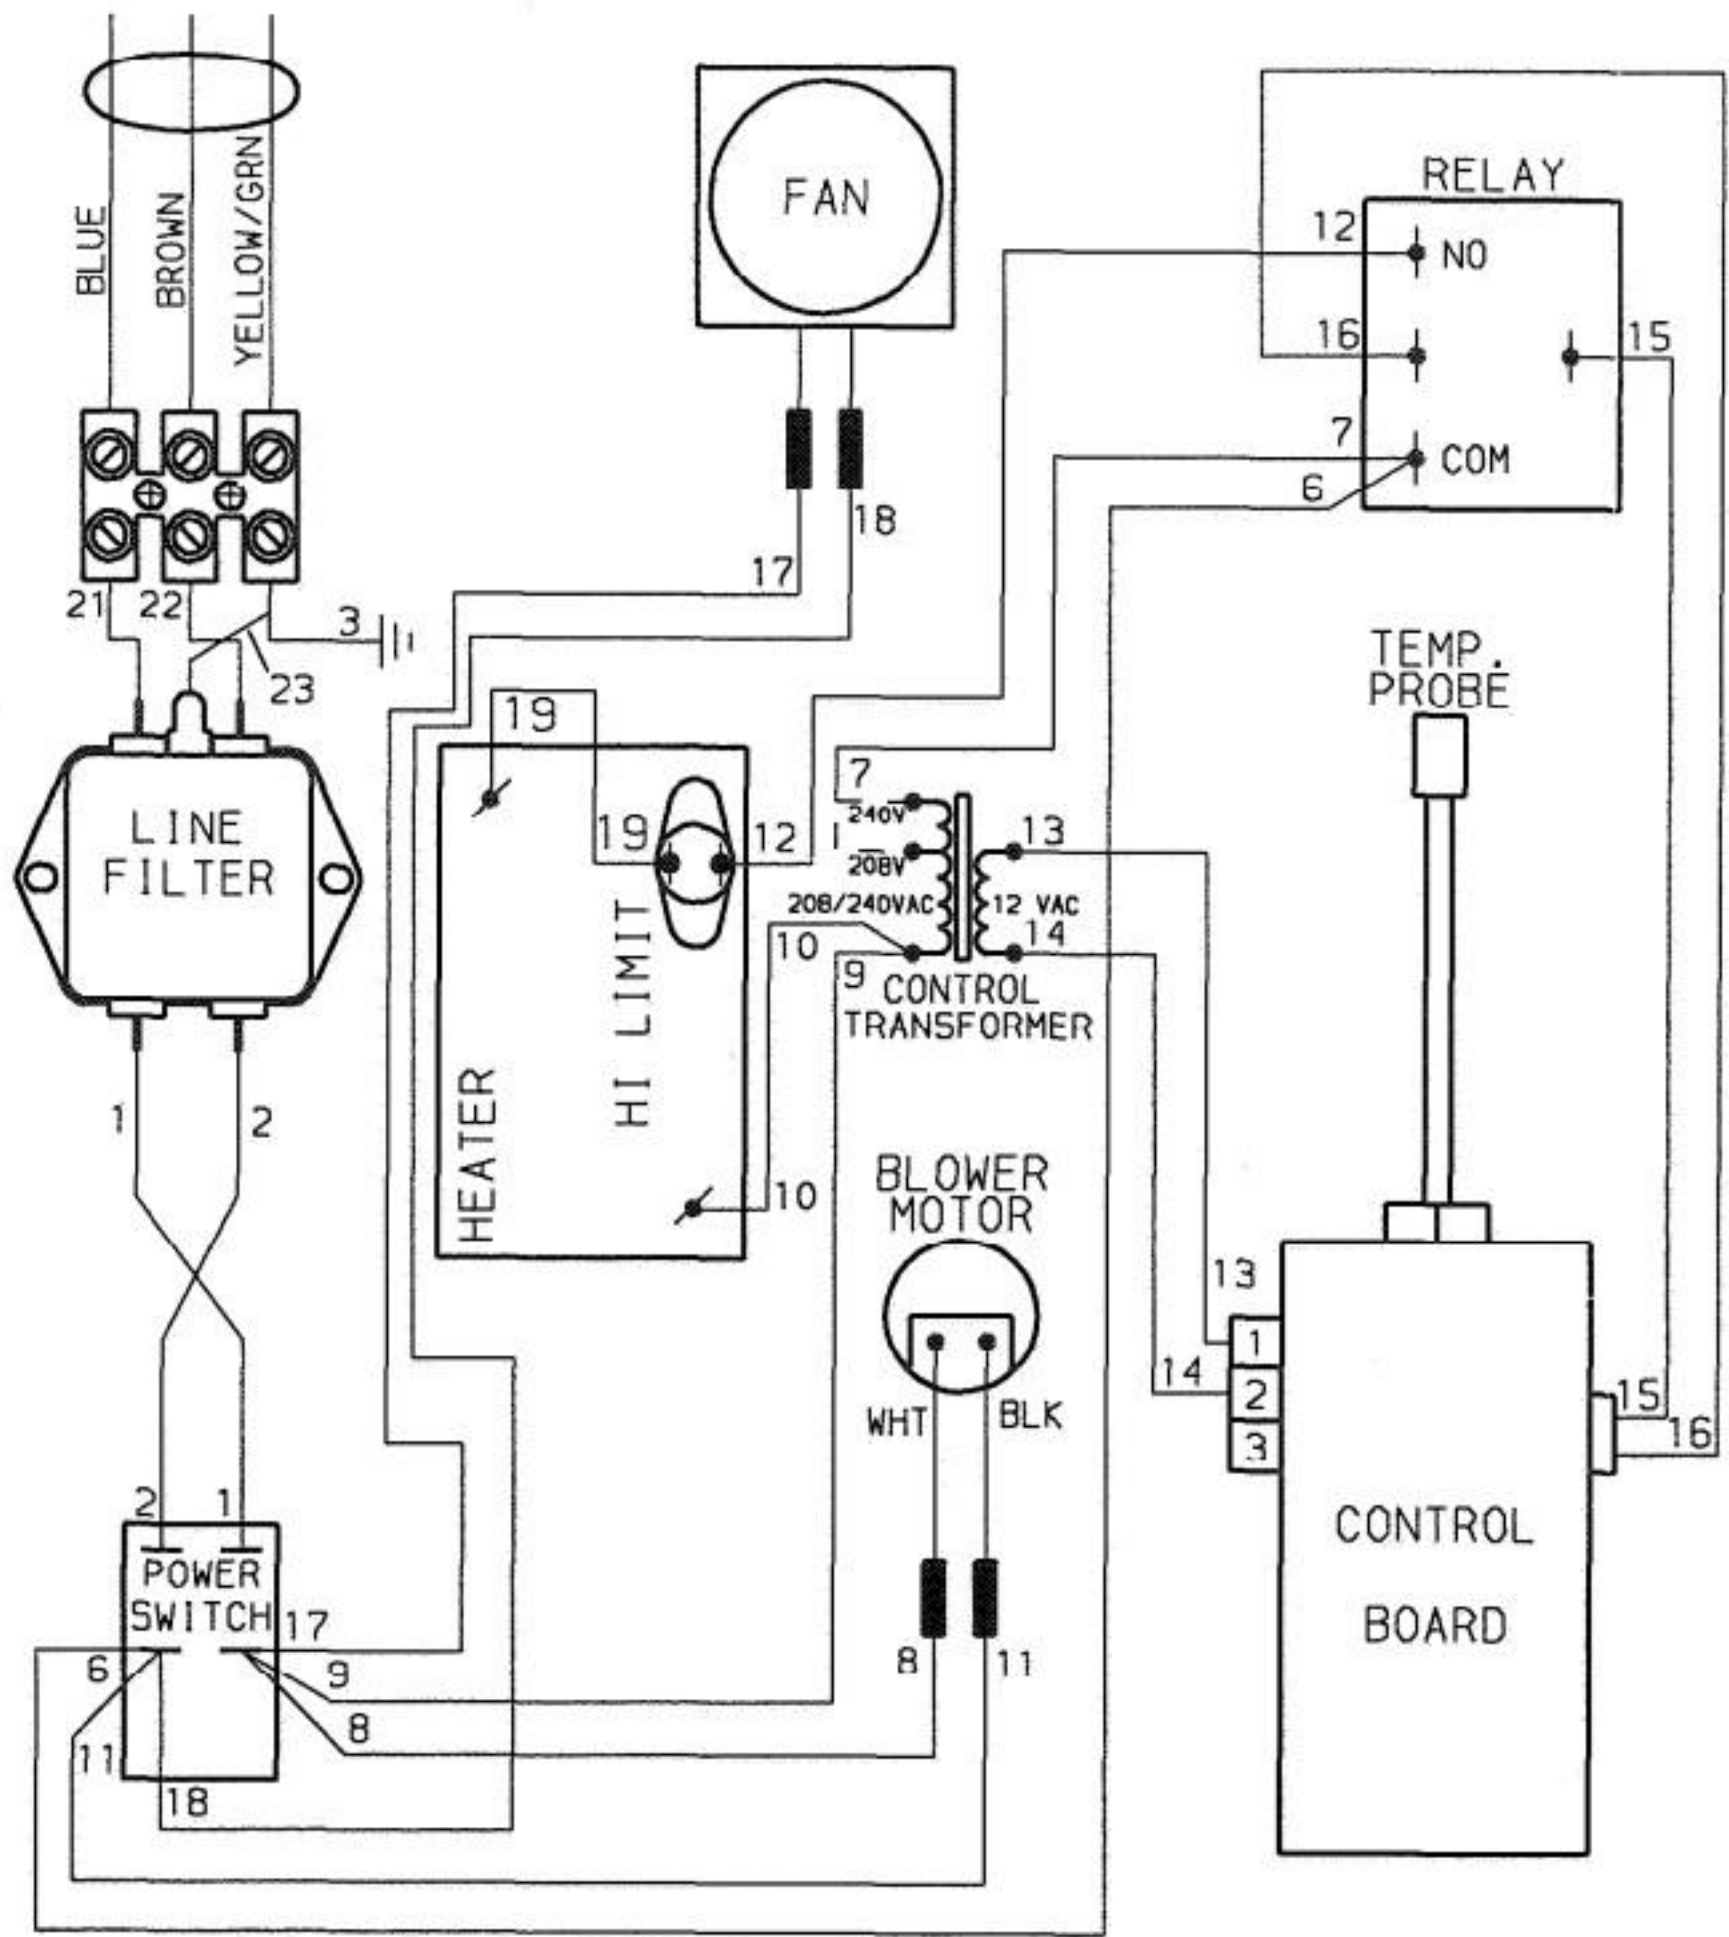 BLUE
BROWN
YELLOW/GRN
FAN
RELAY
12
NO
16
15
7
COM
6
18
17
21
22
3
23
TEMP.
PROBE
19
LINE
FILTER
19
12
7
240V
208V
13
208/240VAC
12 VAC
10
14
9
CONTROL
TRANSFORMER
HI LIMIT
HEATER
1
2
10
BLOWER
MOTOR
13
1
14
2
3
WHT
BLK
15
16
2
1
CONTROL
BOARD
POWER
SWITCH
17
6
9
8
11
8
11
18